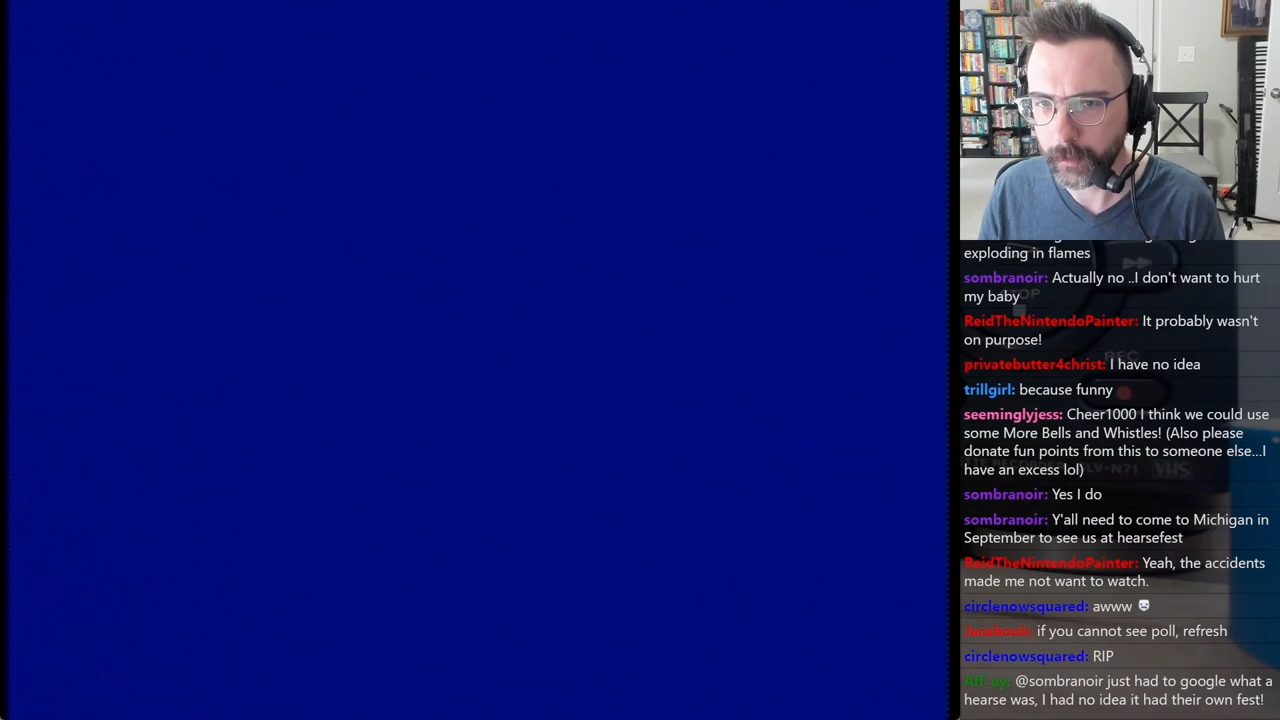 exploding in flames
sombranoir: Actually no ..I don't want to hurt
my baby
ReidTheNintendoPainter: It probably wasn't
on purpose!
privatebutter4christ: I have no idea
trillgirl: because funny
seeminglyjess: Cheer1000 I think we could use
some More Bells and Whistles! (Also please
donate fun points from this to someone else...I
have an excess lol)
sombranoir: Yes I do
sombranoir: Y'all need to come to Michigan in
September to see us at hearsefest
ReidTheNintendoPainter: Yeah, the accidents
made me not want to watch.
circlenowsquared: awww
Jacebook: if you cannot see poll, refresh
circlenowsquared: RIP
@sombranoir just had to google what a
hearse was, I had no idea it had their own fest!
STOP
REC
VHS